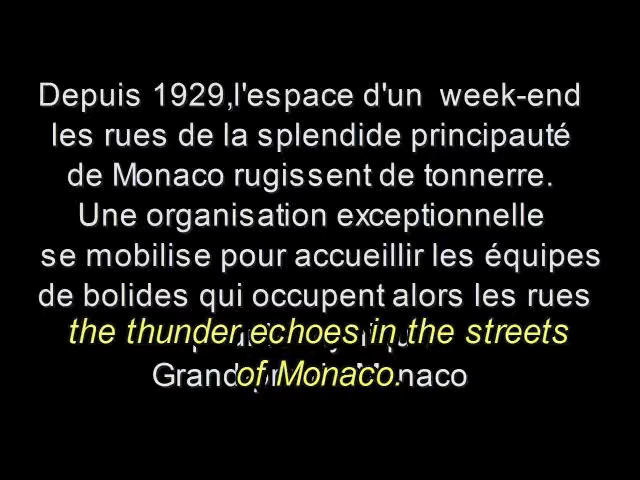 Depuis 1929,l'espace d'un week-end
les rues de la splendide principauté
de Monaco rugissent de tonnerre.
Une organisation exceptionnelle
se mobilise pour accueillir les équipes
de bolides qui occupent alors les rues
the thunder echoes in the streets
of Monaco.
Grand